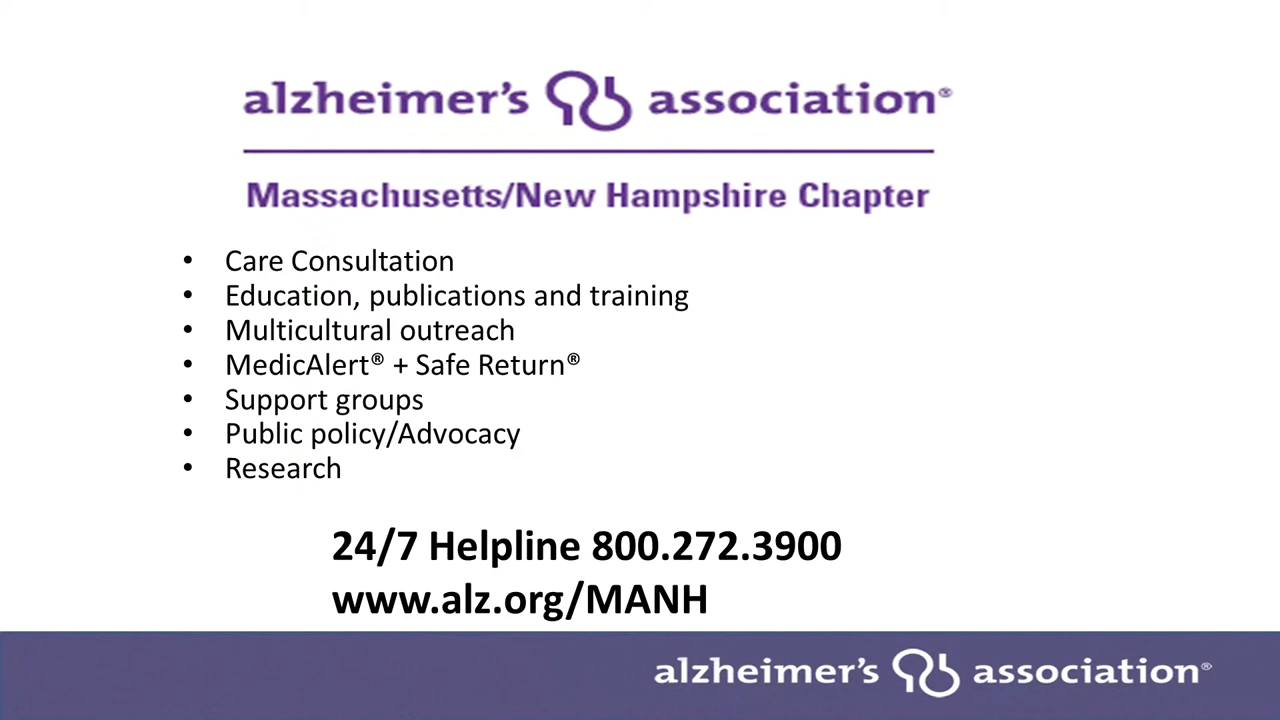 alzheimer's association®
Massachusetts/New Hampshire Chapter
• Care Consultation
• Education, publications and training
• Multicultural outreach
• MedicAlert® + Safe Return®
• Support groups
• Public policy/Advocacy
• Research
24/7 Helpline 800.272.3900
www.alz.org/MANH
alzheimer's association®